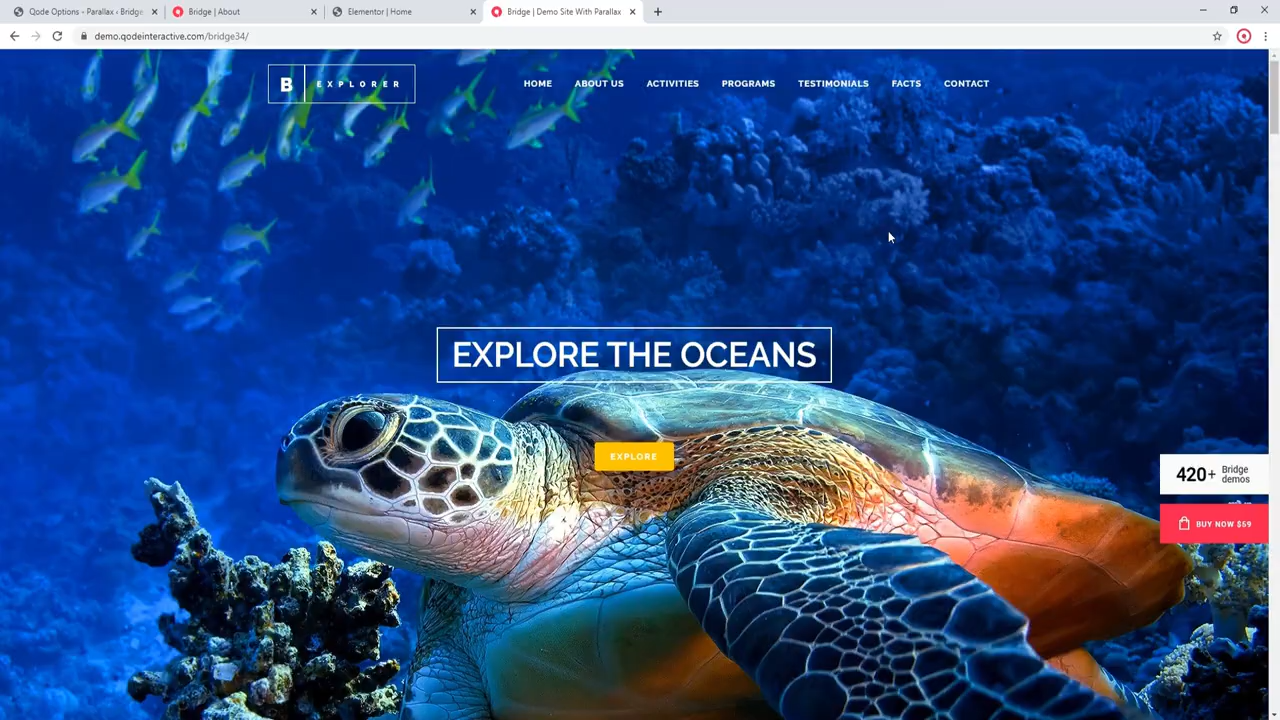 Qode Options ‹ Parallax ‹ Bridge
Bridge | About
Elementor | Home
Bridge | Demo Site With Parallax
demo.qodeinteractive.com/bridge34/
B EXPLORER
HOME ABOUT US ACTIVITIES PROGRAMS TESTIMONIALS FACTS CONTACT
EXPLORE THE OCEANS
EXPLORE
420+ Bridge
demos
BUY NOW $69